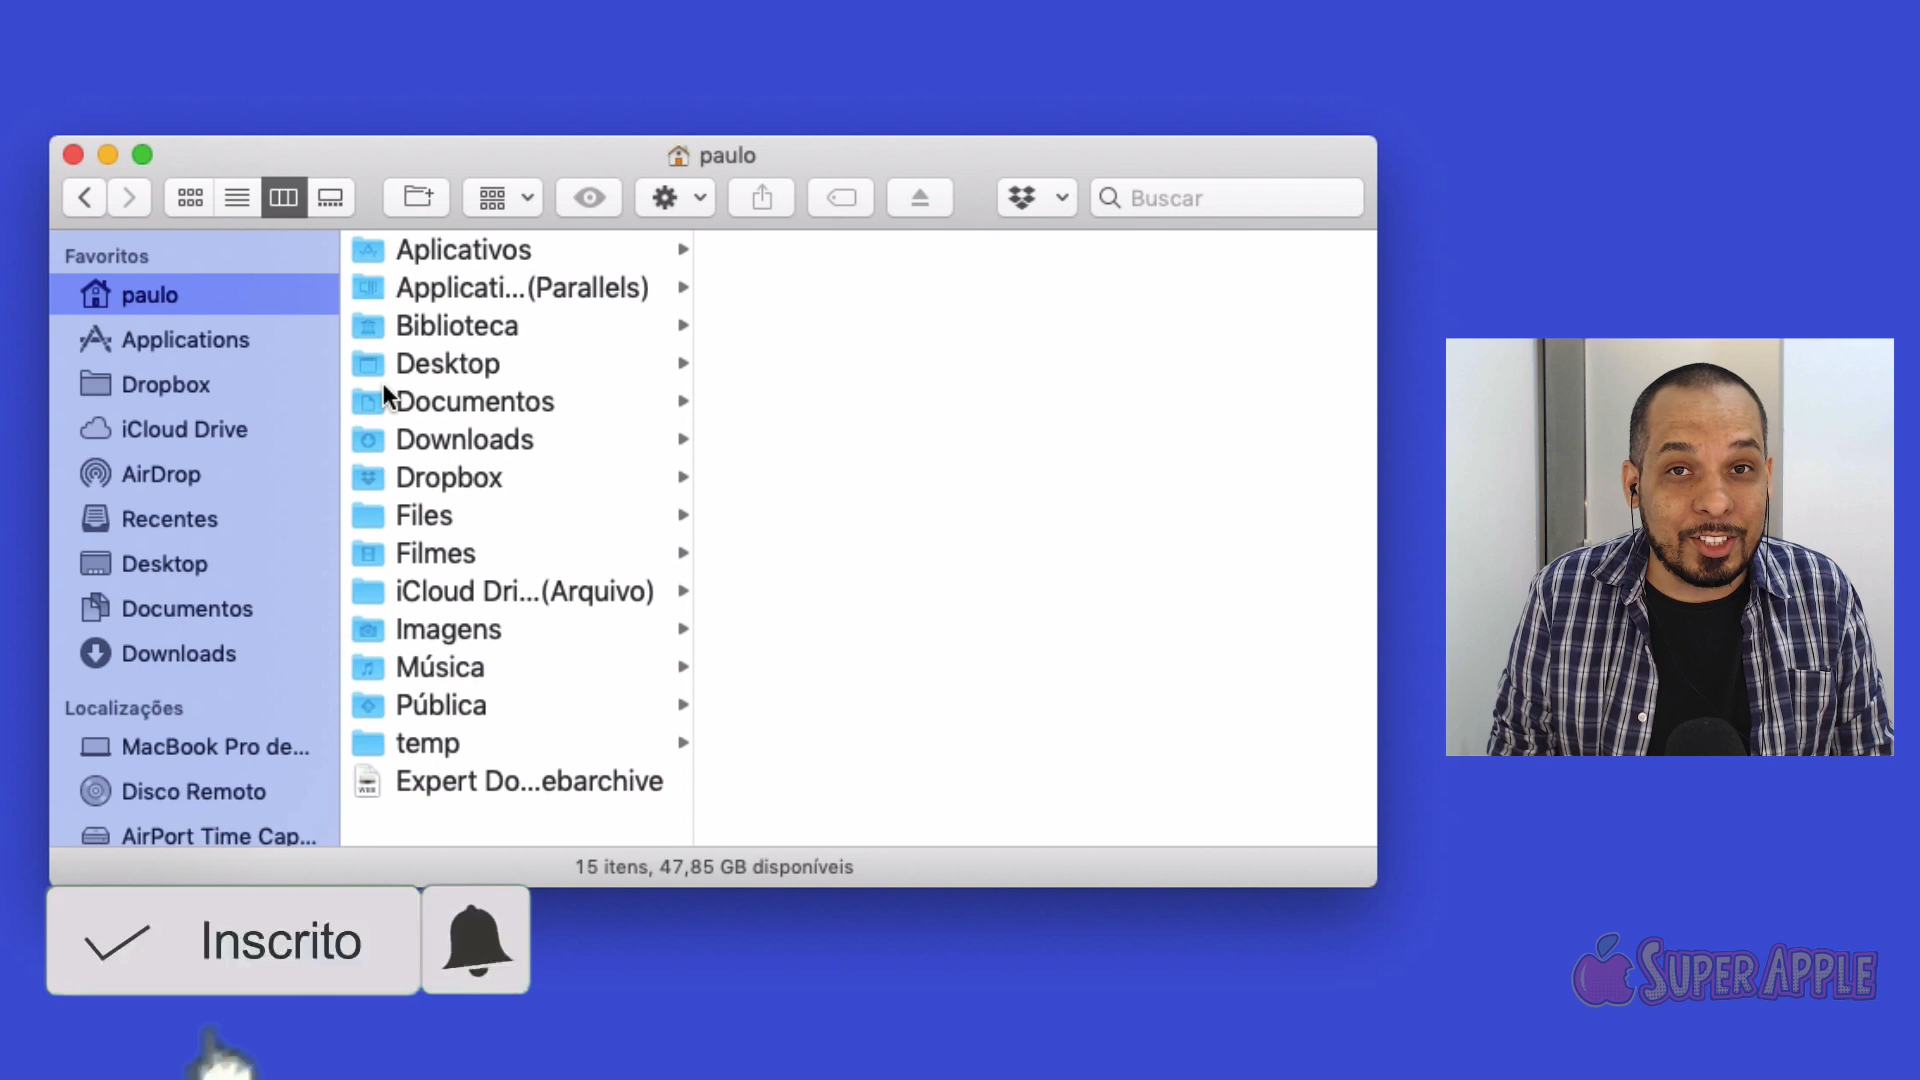 paulo
Buscar
Favoritos
paulo
Applications
Dropbox
iCloud Drive
AirDrop
Recentes
Desktop
Documentos
Downloads
Localizações
MacBook Pro de...
Disco Remoto
AirPort Time Cap...
Aplicativos
Applicati...(Parallels)
Biblioteca
Desktop
Documentos
Downloads
Dropbox
Files
Filmes
iCloud Dri...(Arquivo)
Imagens
Música
Pública
temp
Expert Do...ebarchive
15 itens, 47,85 GB disponíveis
Inscrito
SUPER APPLE